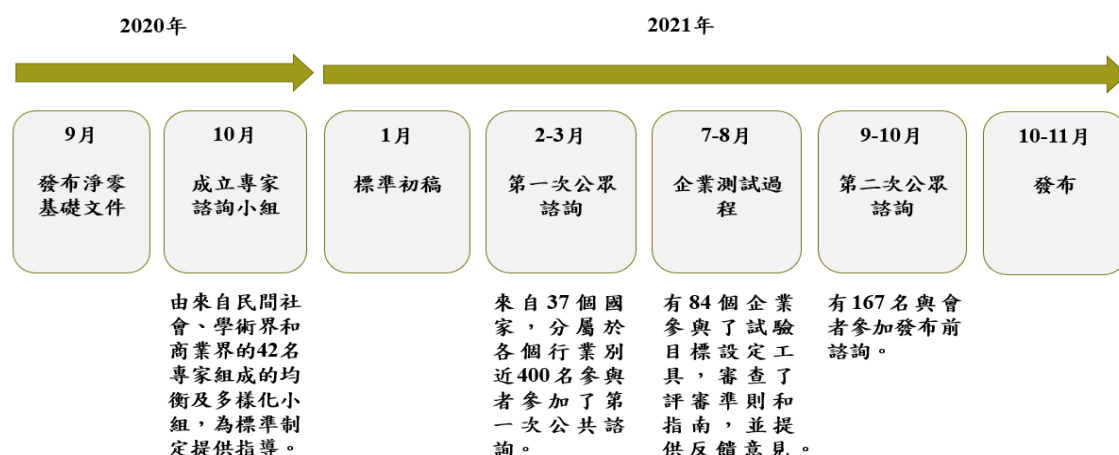 2020年
2021年
9月
發布淨零
基礎文件
10月
成立專家
諮詢小組
1月
標準初稿
2-3月
第一次公眾
諮詢
7-8月
企業測試過
程
9-10月
第二次公眾
諮詢
10-11月
發布
由來自民間社
會、學術界和
商業界的42名
專家組成的均
衡及多樣化小
組，為標準制
定提供指導。
來自37個國
家，分屬於
各個行業別
近400名參與
者參加了第
一次公共諮
詢。
有84個企業
參與了試驗
目標設定工
具，審查了
評審準則和
指南，並提
供反饋意見。
有167名與會
者參加發布前
諮詢。